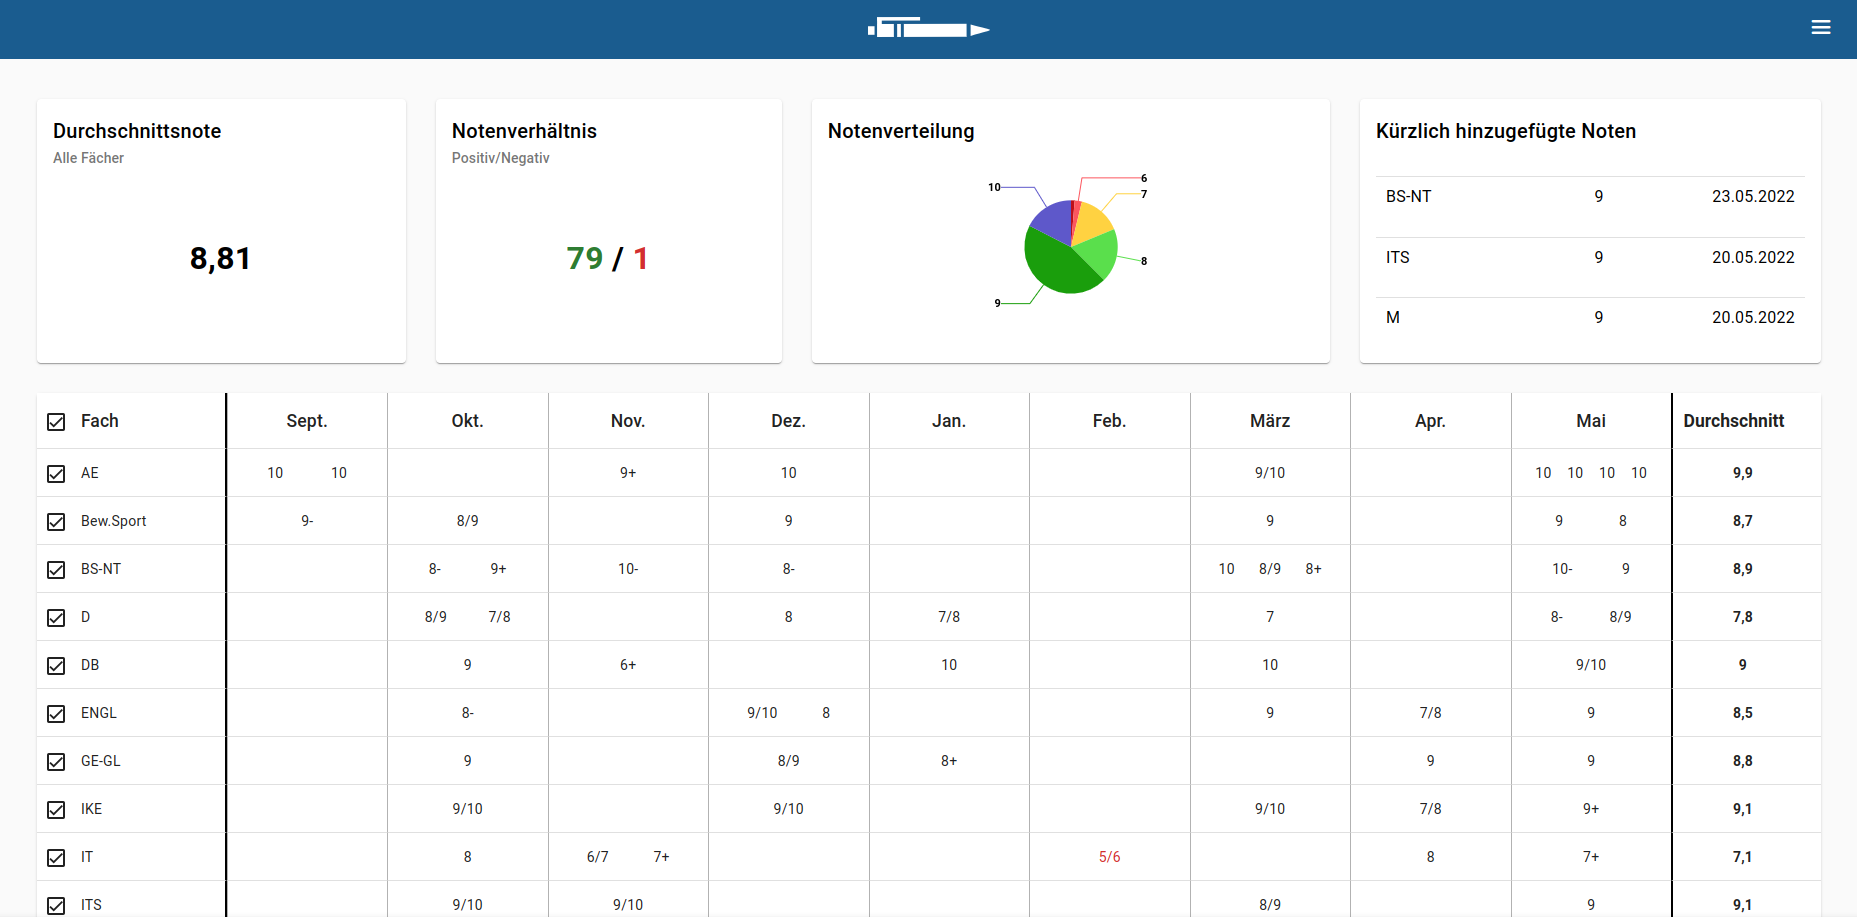 Durchschnittsnote
Alle Fächer
8,81
Notenverhältnis
Positiv/Negativ
79 / 1
Notenverteilung
10
6
7
8
9
Kürzlich hinzugefügte Noten
BS-NT 9 23.05.2022
ITS 9 20.05.2022
M 9 20.05.2022
Fach Sept. Okt. Nov. Dez. Jan. Feb. März Apr. Mai Durchschnitt
AE 10 10 9+ 10 9/10 10 10 10 10 9,9
Bew.Sport 9- 8/9 9 9 9 8 8,7
BS-NT 8- 9+ 10- 8- 10 8/9 8+ 10- 9 8,9
D 8/9 7/8 8 7/8 7 8- 8/9 7,8
DB 9 6+ 10 10 9/10 9
ENGL 8- 9/10 8 9 7/8 9 8,5
GE-GL 9 8/9 8+ 9 9 8,8
IKE 9/10 9/10 9/10 7/8 9+ 9,1
IT 8 6/7 7+ 5/6 8 7+ 7,1
ITS 9/10 9/10 8/9 9 9,1